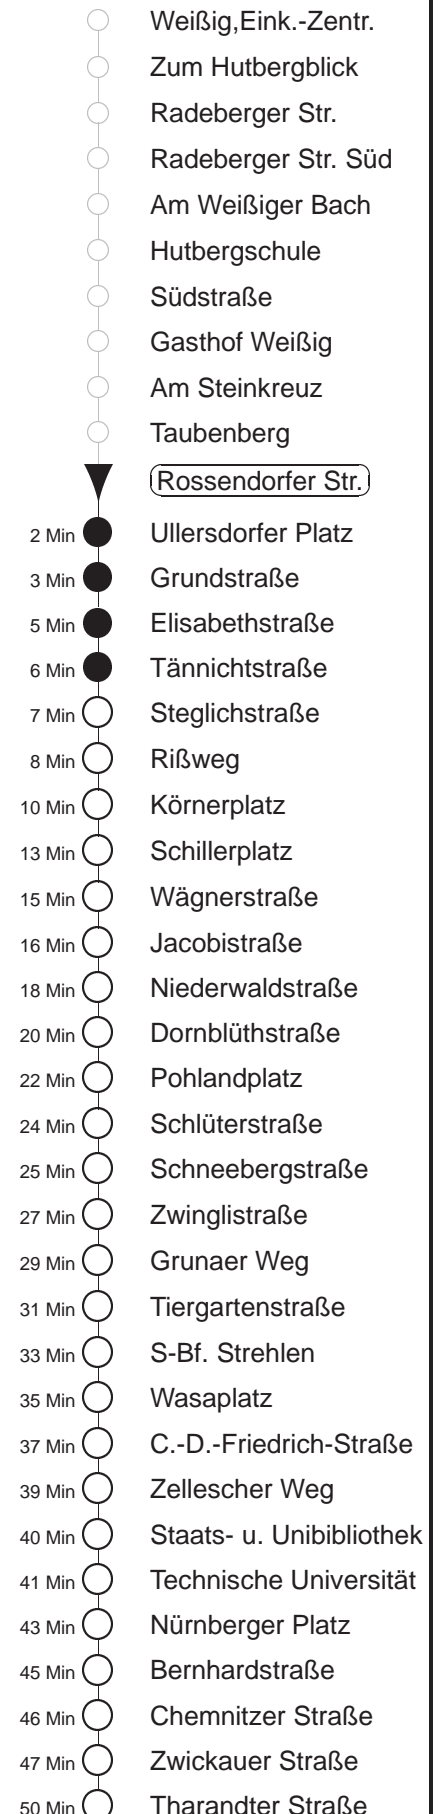 Weißig,Eink.-Zentr.
Zum Hutbergblick
Radeberger Str.
Radeberger Str. Süd
Am Weißiger Bach
Hutbergschule
Südstraße
Gasthof Weißig
Am Steinkreuz
Taubenberg
Rossendorfer Str.
2 Min Ullersdorfer Platz
3 Min Grundstraße
5 Min Elisabethstraße
6 Min Tännichtstraße
7 Min Steglichstraße
8 Min Rißweg
10 Min Körnerplatz
13 Min Schillerplatz
15 Min Wägnerstraße
16 Min Jacobistraße
18 Min Niederwaldstraße
20 Min Dornblüthstraße
22 Min Pohlandplatz
24 Min Schlüterstraße
25 Min Schneebergstraße
27 Min Zwinglistraße
29 Min Grunaer Weg
31 Min Tiergartenstraße
33 Min S-Bf. Strehlen
35 Min Wasaplatz
37 Min C.-D.-Friedrich-Straße
39 Min Zellescher Weg
40 Min Staats- u. Unibibliothek
41 Min Technische Universität
43 Min Nürnberger Platz
45 Min Bernhardstraße
46 Min Chemnitzer Straße
47 Min Zwickauer Straße
50 Min Tharandter Straße